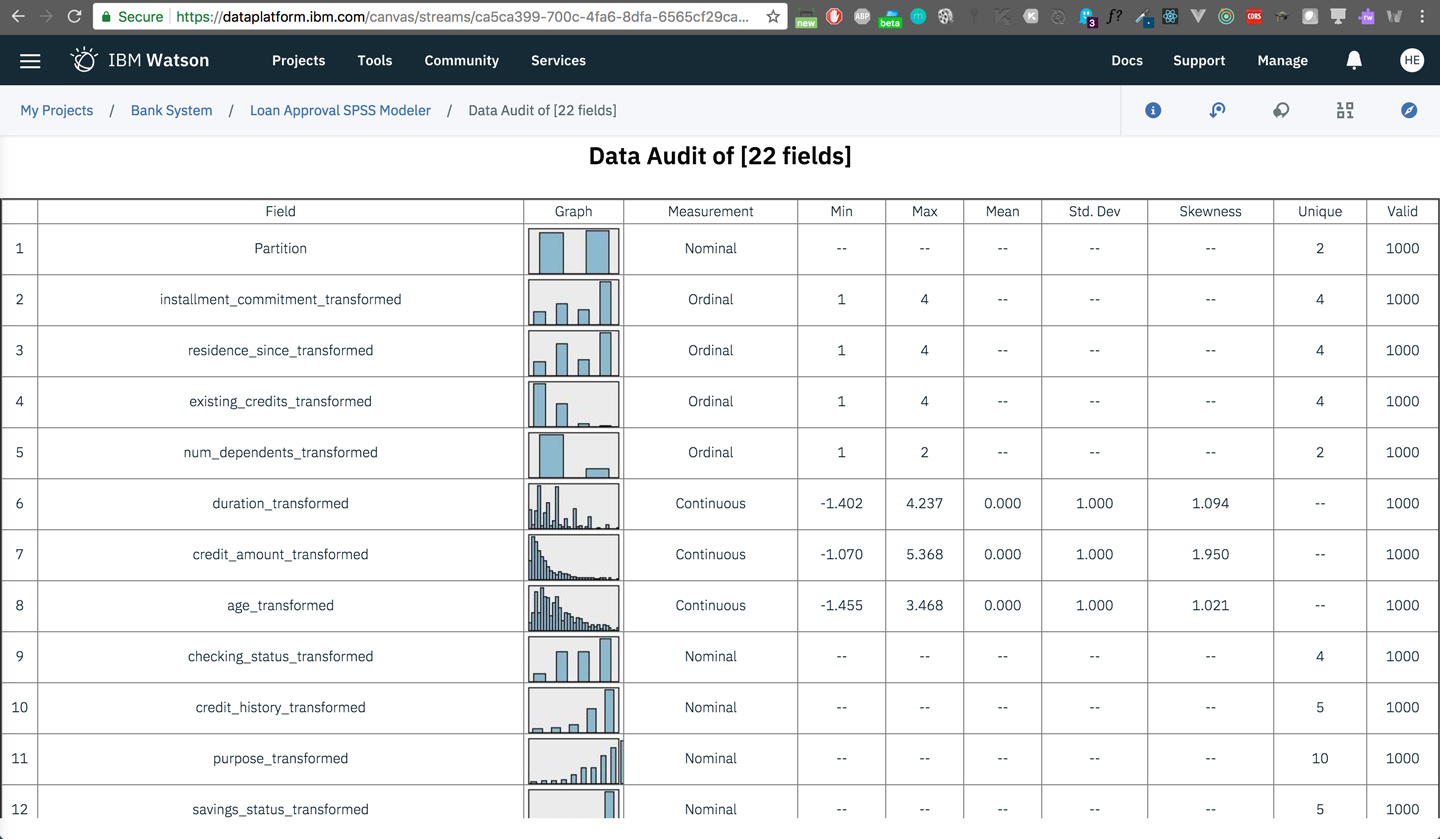 Secure https://dataplatform.ibm.com/canvas/streams/ca5ca399-700c-4fa6-8dfa-6565cf29ca...
new ABP beta m K 3 f? CORS rw
IBM Watson Projects Tools Community Services Docs Support Manage HE
My Projects / Bank System / Loan Approval SPSS Modeler / Data Audit of [22 fields]
Data Audit of [22 fields]
Field Graph Measurement Min Max Mean Std. Dev Skewness Unique Valid
1 Partition Nominal -- -- -- -- -- 2 1000
2 installment_commitment_transformed Ordinal 1 4 -- -- -- 4 1000
3 residence_since_transformed Ordinal 1 4 -- -- -- 4 1000
4 existing_credits_transformed Ordinal 1 4 -- -- -- 4 1000
5 num_dependents_transformed Ordinal 1 2 -- -- -- 2 1000
6 duration_transformed Continuous -1.402 4.237 0.000 1.000 1.094 -- 1000
7 credit_amount_transformed Continuous -1.070 5.368 0.000 1.000 1.950 -- 1000
8 age_transformed Continuous -1.455 3.468 0.000 1.000 1.021 -- 1000
9 checking_status_transformed Nominal -- -- -- -- -- 4 1000
10 credit_history_transformed Nominal -- -- -- -- -- 5 1000
11 purpose_transformed Nominal -- -- -- -- -- 10 1000
12 savings_status_transformed Nominal -- -- -- -- -- 5 1000